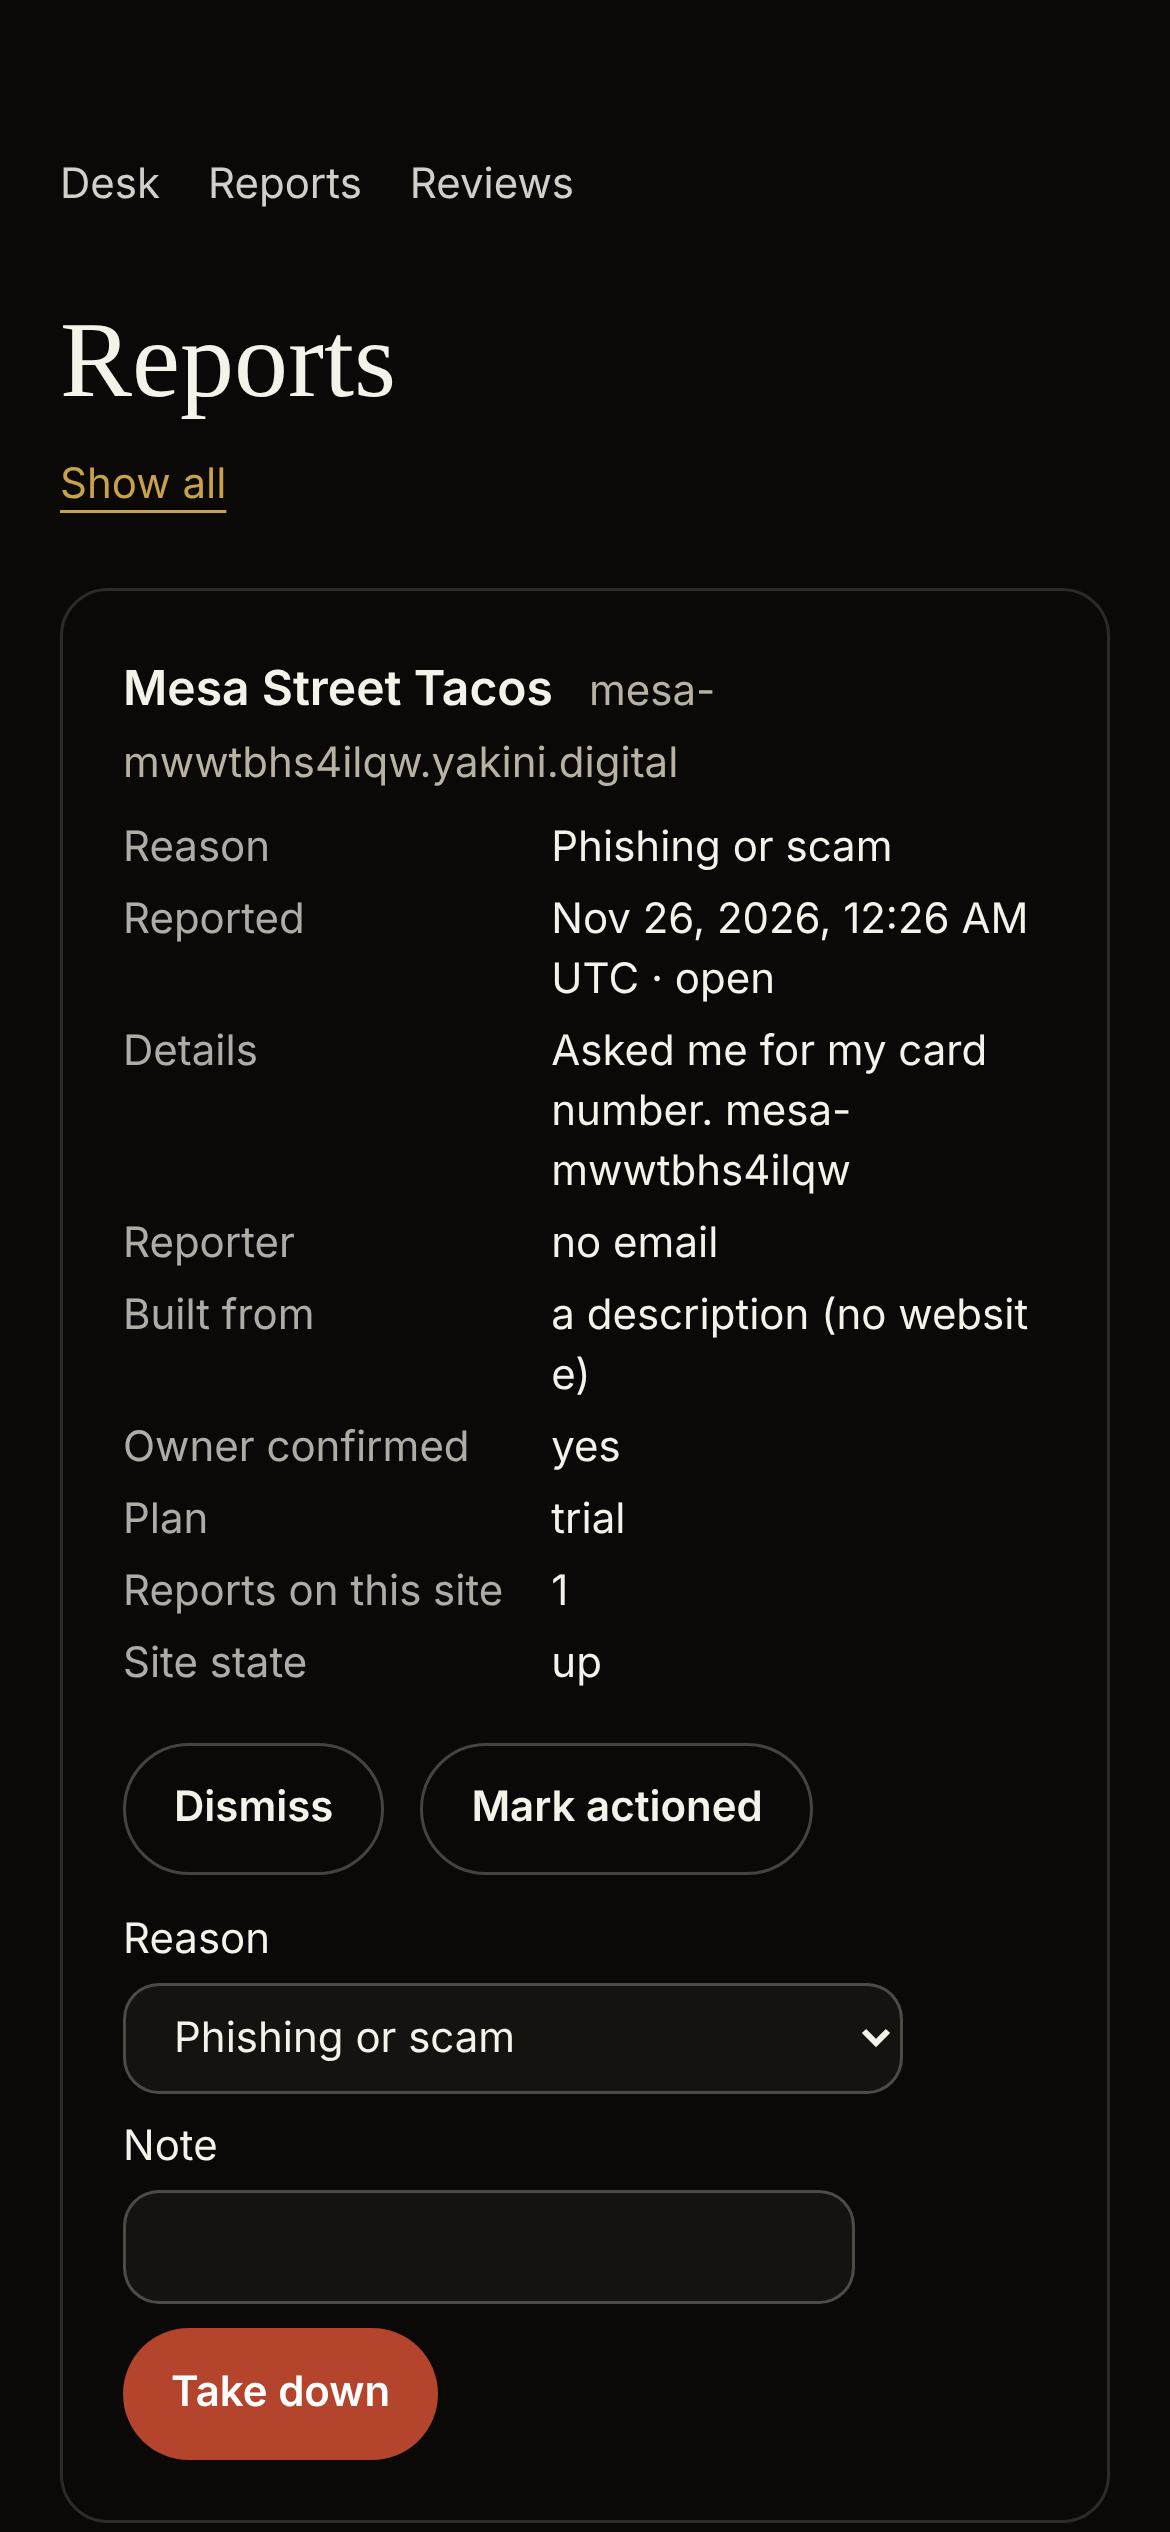 Desk Reports Reviews
Reports
Show all
Mesa Street Tacos mesa-
mwwtbhs4ilqw.yakini.digital
Reason Phishing or scam
Reported Nov 26, 2026, 12:26 AM
UTC · open
Details Asked me for my card
number. mesa-
mwwtbhs4ilqw
Reporter no email
Built from a description (no websit
e)
Owner confirmed yes
Plan trial
Reports on this site 1
Site state up
Dismiss Mark actioned
Reason
Phishing or scam
Note
Take down